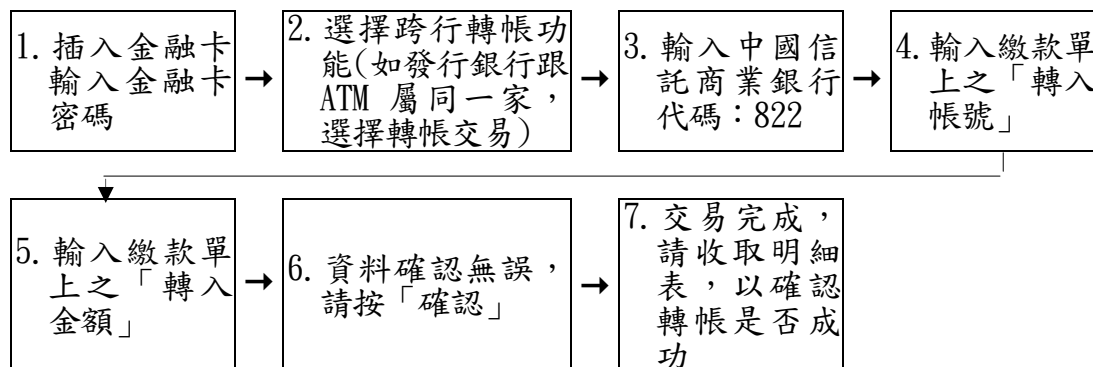 1. 插入金融卡
輸入金融卡
密碼
2. 選擇跨行轉帳功
能(如發行銀行跟
ATM 屬同一家，
選擇轉帳交易)
3. 輸入中國信
託商業銀行
代碼：822
4. 輸入繳款單
上之「轉入
帳號」
5. 輸入繳款單
上之「轉入
金額」
6. 資料確認無誤，
請按「確認」
7. 交易完成，
請收取明細
表，以確認
轉帳是否成
功